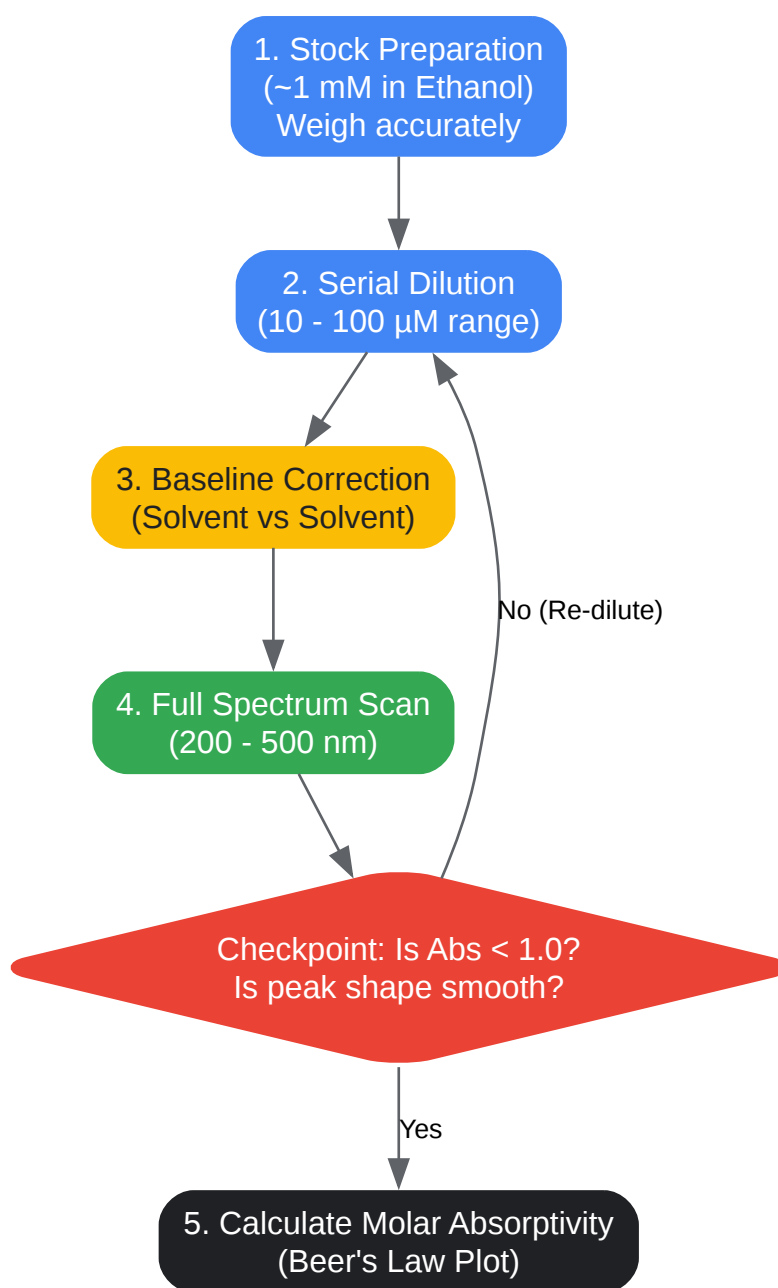 1. Stock Preparation
(~1 mM in Ethanol)
Weigh accurately
2. Serial Dilution
(10 - 100 µM range)
3. Baseline Correction
(Solvent vs Solvent)
No (Re-dilute)
4. Full Spectrum Scan
(200 - 500 nm)
Checkpoint: Is Abs < 1.0?
Is peak shape smooth?
Yes
5. Calculate Molar Absorptivity
(Beer's Law Plot)